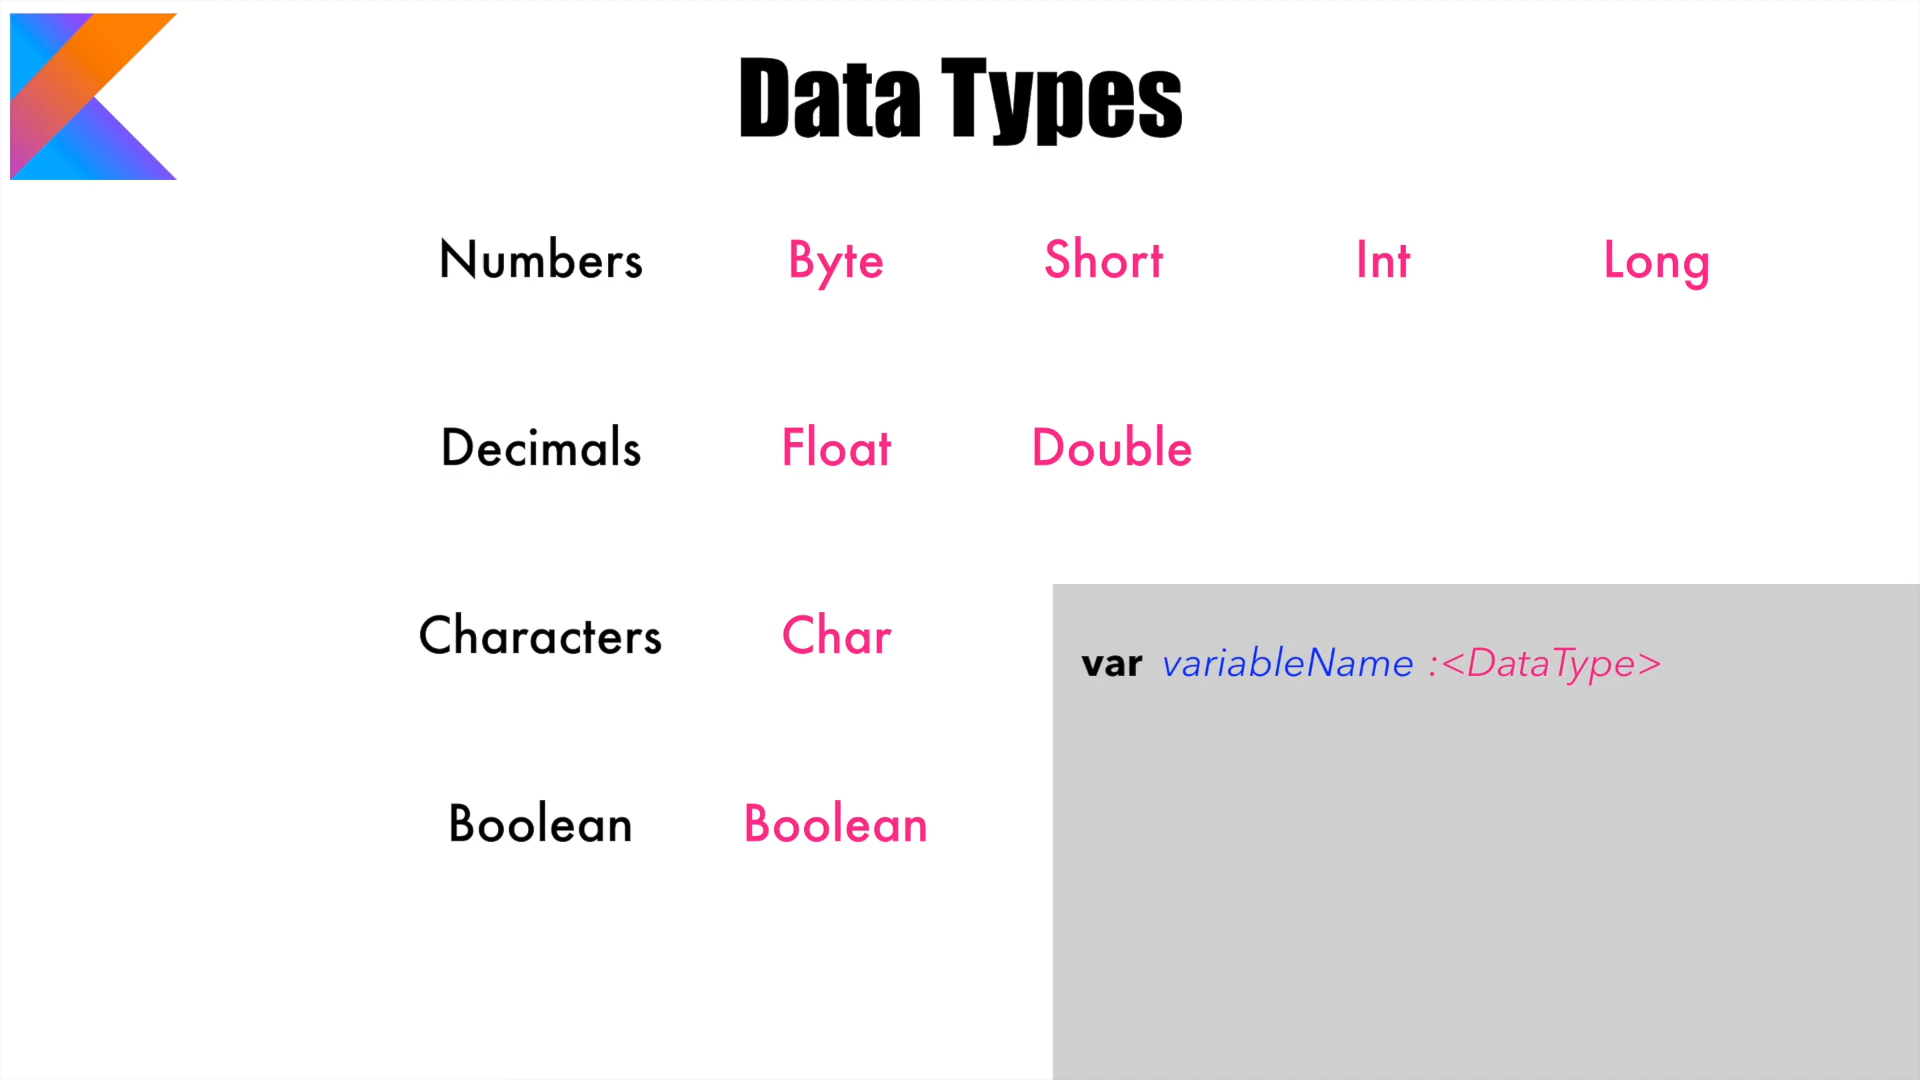 Data Types
Numbers Byte Short Int Long
Decimals Float Double
Characters Char
var variableName :<DataType>
Boolean Boolean